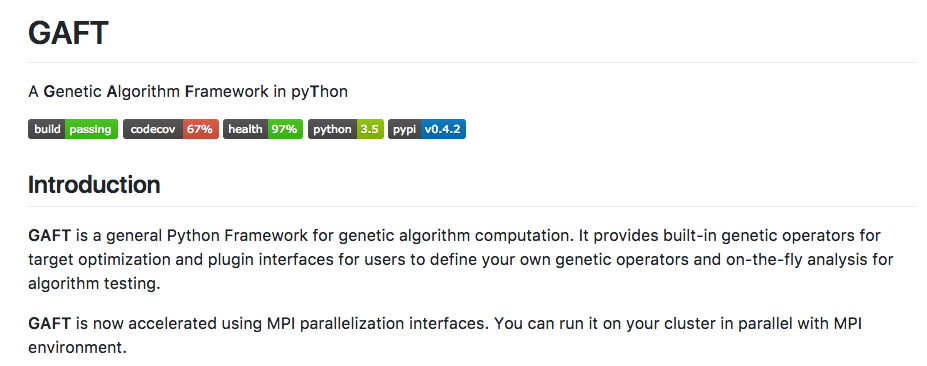 GAFT
A Genetic Algorithm Framework in pyThon
build passing codecov 67% health 97% python 3.5 pypi v0.4.2
Introduction
GAFT is a general Python Framework for genetic algorithm computation. It provides built-in genetic operators for
target optimization and plugin interfaces for users to define your own genetic operators and on-the-fly analysis for
algorithm testing.
GAFT is now accelerated using MPI parallelization interfaces. You can run it on your cluster in parallel with MPI
environment.